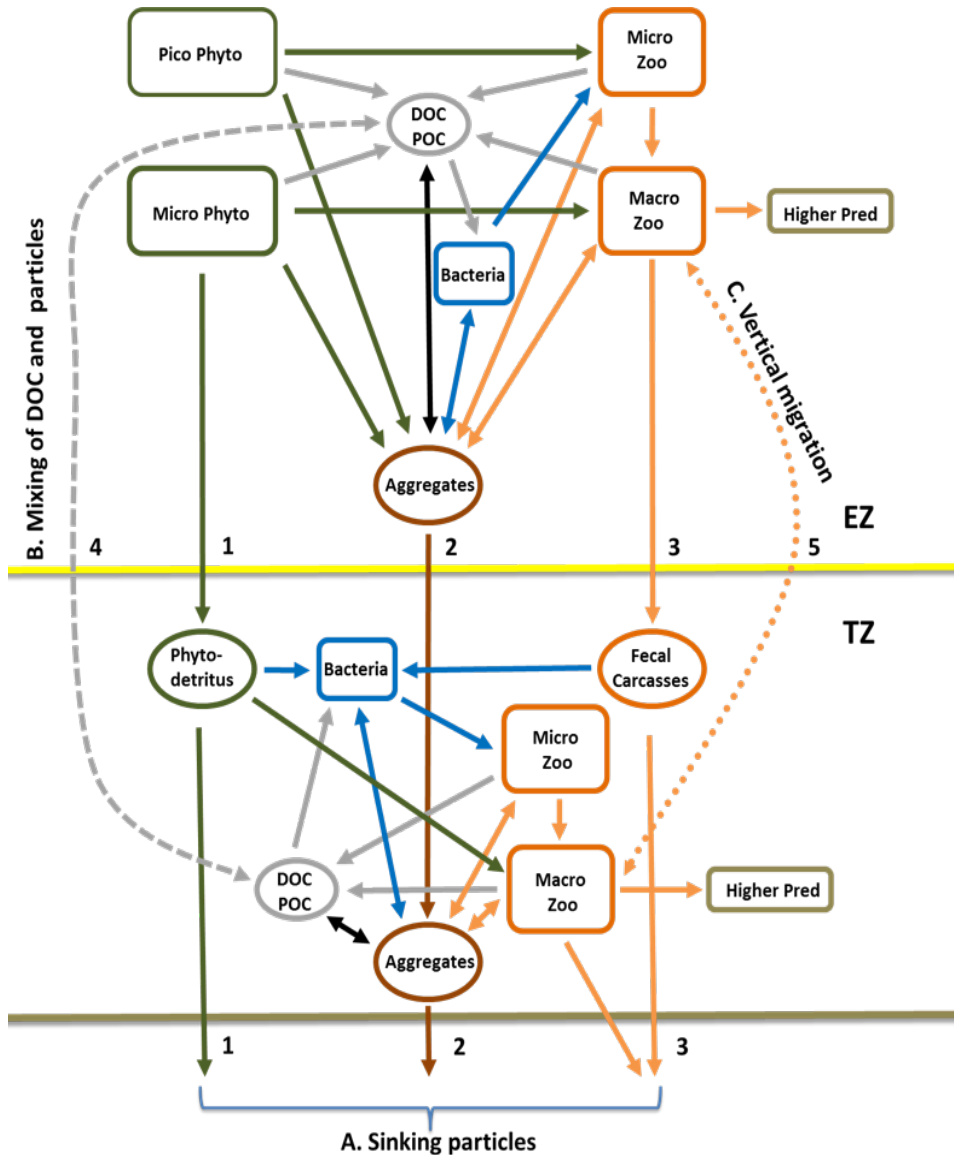 Pico Phyto
Micro
Zoo
DOC
POC
Micro Phyto
Macro
Zoo
Higher Pred
Bacteria
B. Mixing of DOC and particles
C. Vertical migration
Aggregates
EZ
4
1
2
3
5
TZ
Phyto-
detritus
Bacteria
Fecal
Carcasses
Micro
Zoo
DOC
POC
Macro
Zoo
Higher Pred
Aggregates
1
2
3
A. Sinking particles